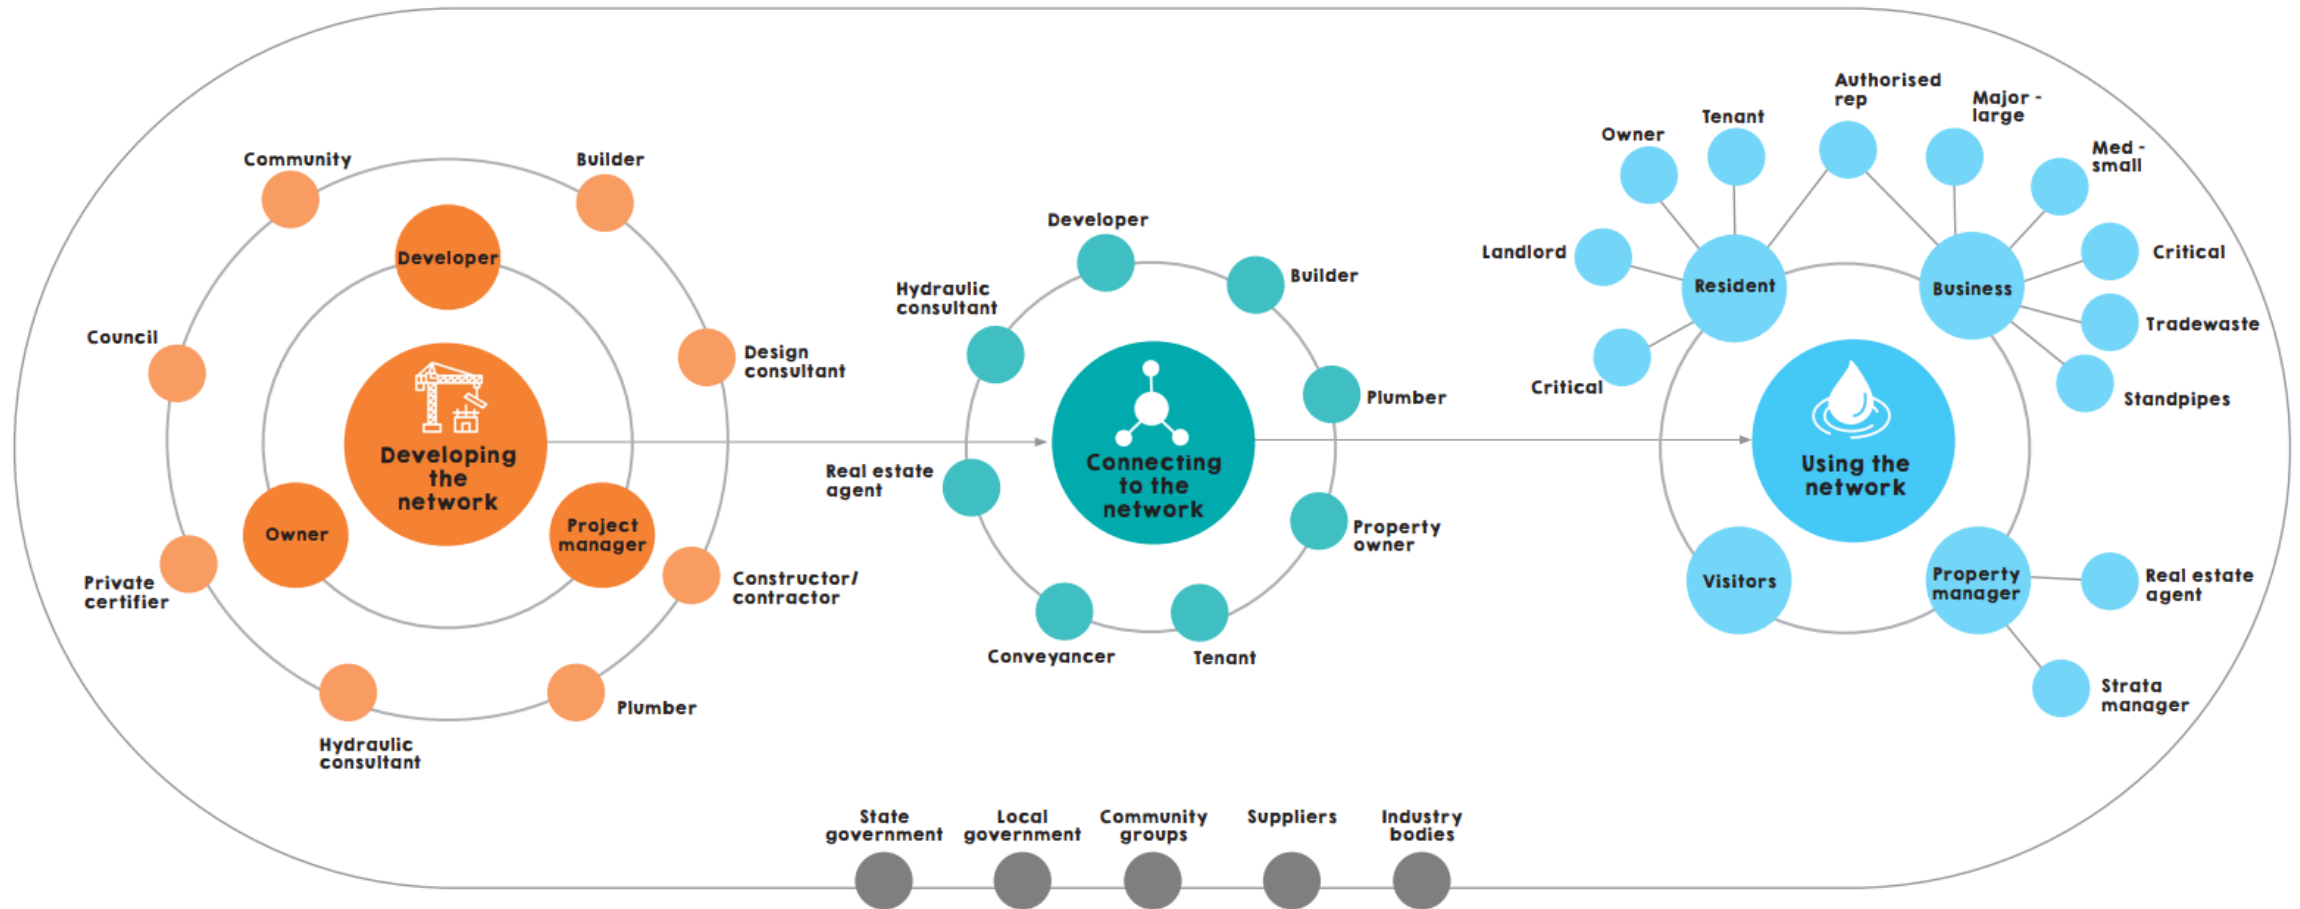 Community
Builder
Developer
Council
Design
consultant
Developing
the
network
Owner
Project
manager
Private
certifier
Constructor/
contractor
Hydraulic
consultant
Plumber
Developer
Builder
Hydraulic
consultant
Plumber
Connecting
to the
network
Real estate
agent
Property
owner
Conveyancer
Tenant
Authorised
rep
Major -
large
Tenant
Owner
Med -
small
Landlord
Resident
Business
Critical
Tradewaste
Critical
Standpipes
Using the
network
Visitors
Property
manager
Real estate
agent
Strata
manager
State
government
Local
government
Community
groups
Suppliers
Industry
bodies